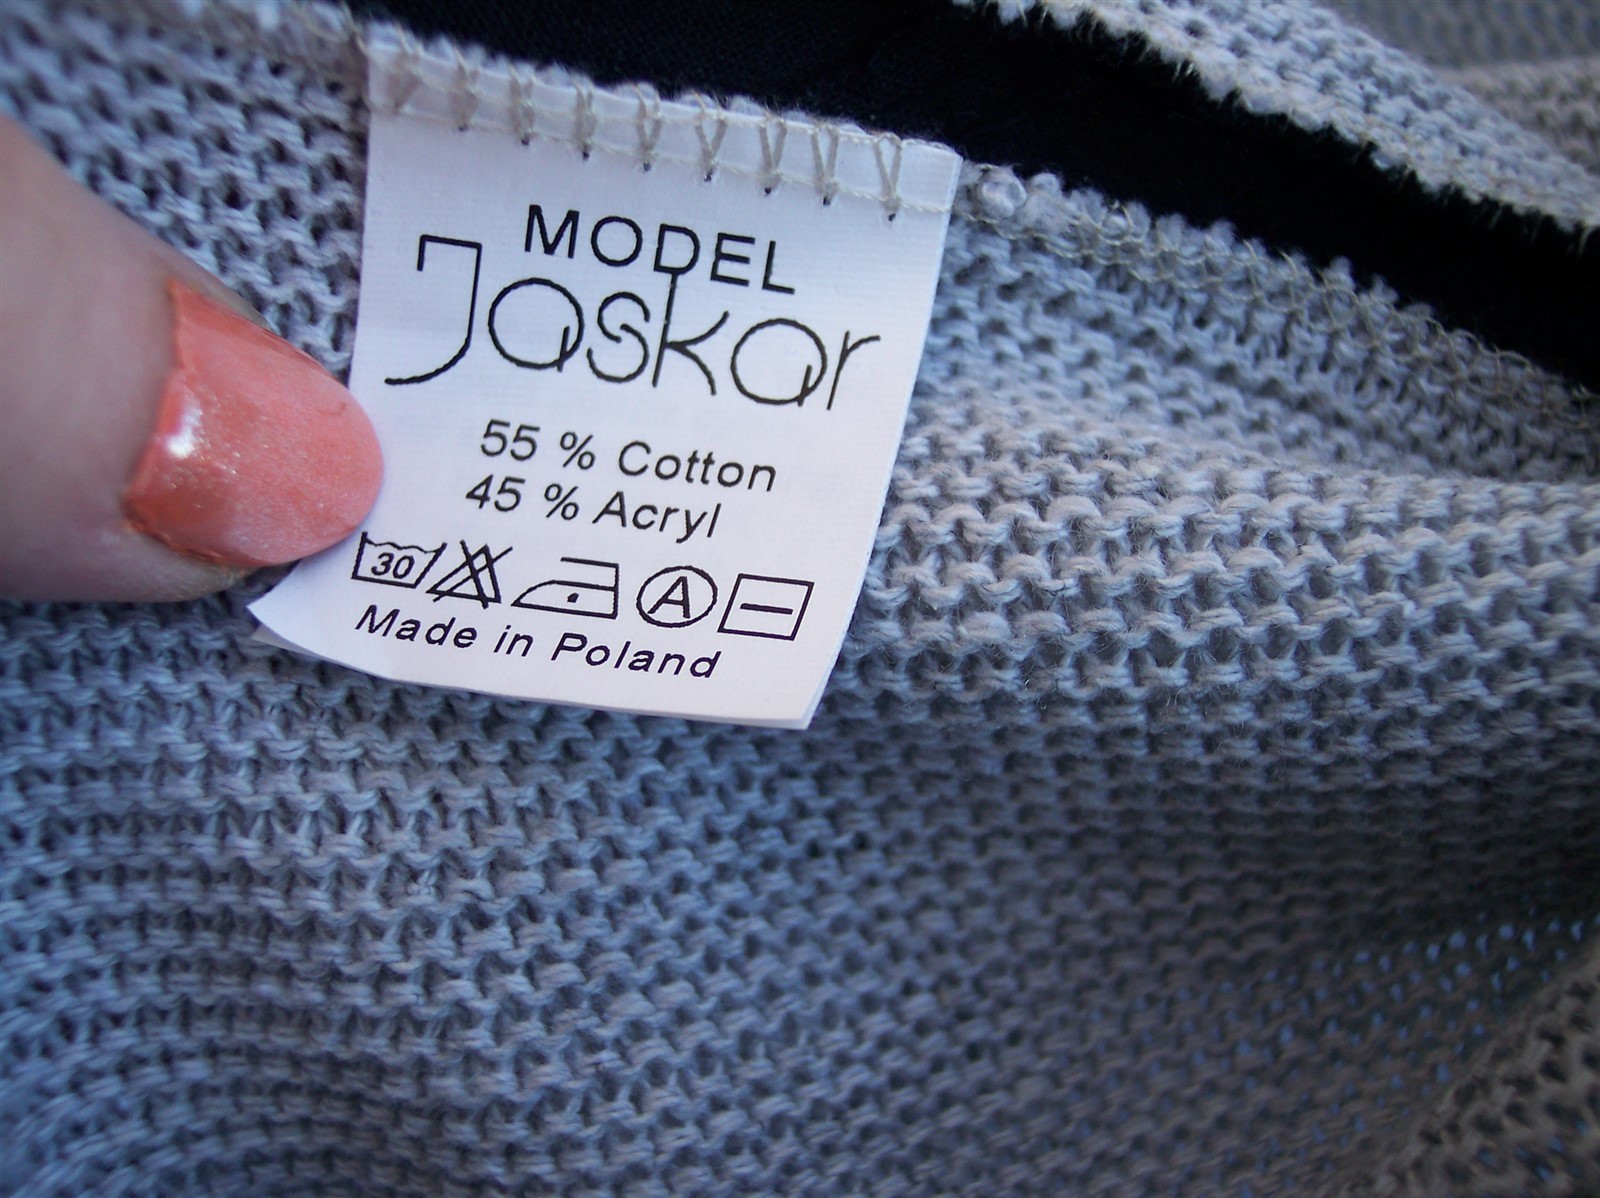 MODEL
Jaskar
55 % Cotton
45 % Acryl
30 A
Made in Poland